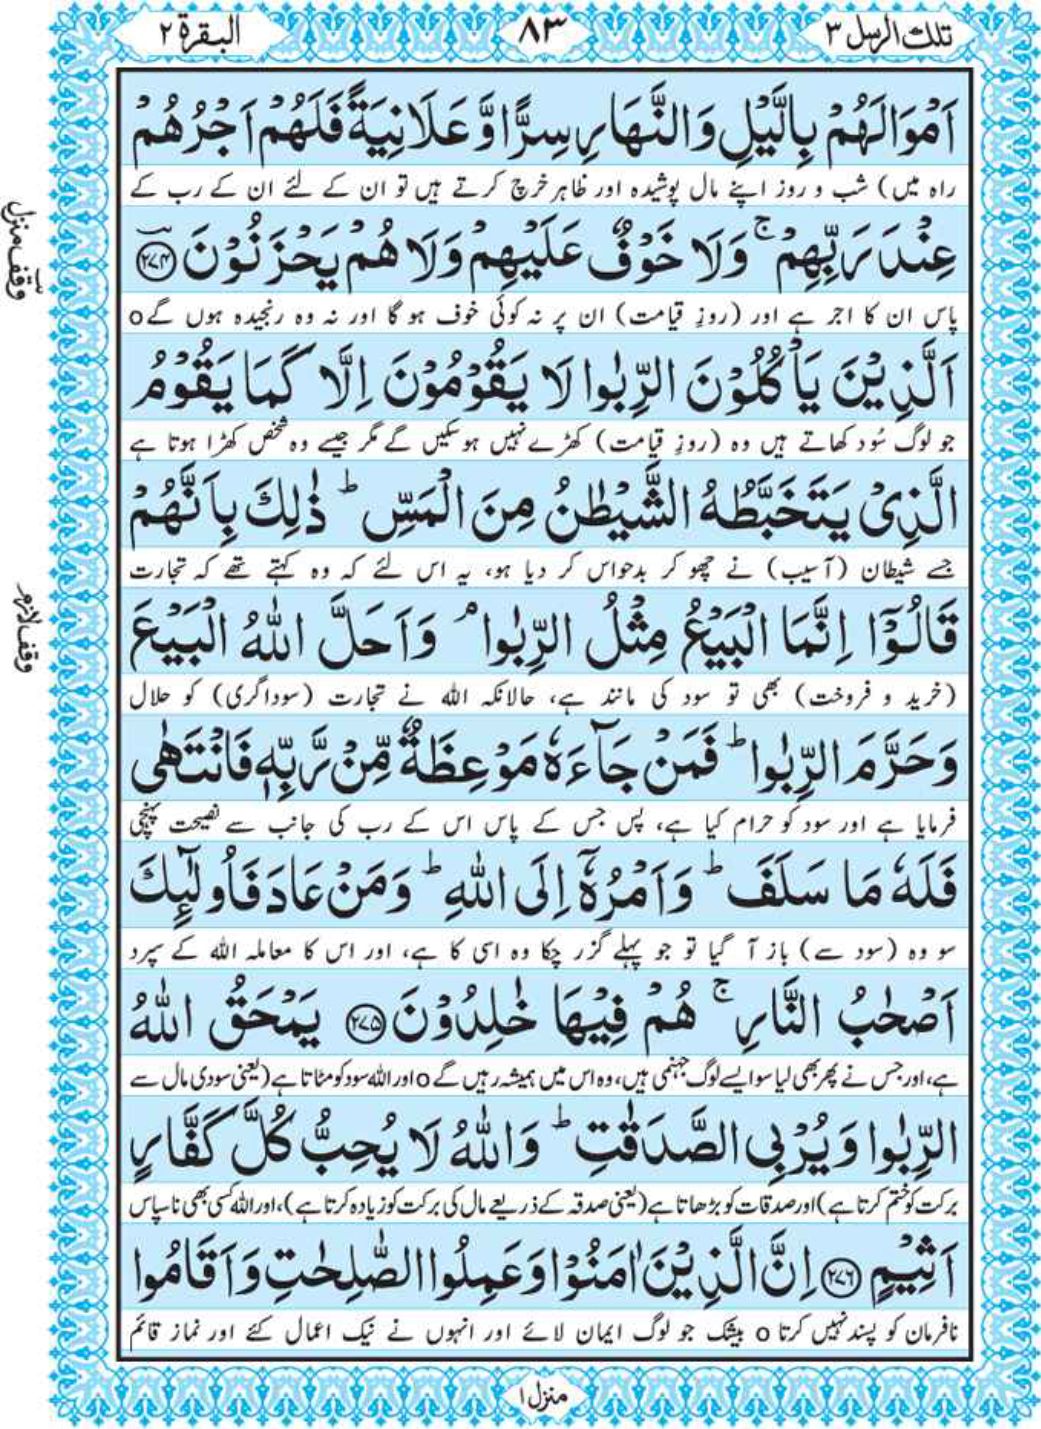 تلك الرسل ۳
۸۳
البقرة ۲
اَمْوَالَهُمْ بِالَّيْلِ وَالنَّهَارِ سِرًّا وَّعَلَانِيَةً فَلَهُمْ اَجْرُهُمْ
راہ میں) شب و روز اپنے مال پوشیدہ اور ظاہر خرچ کرتے ہیں تو ان کے لئے ان کے رب کے
عِنْدَ رَبِّهِمْ ۚ وَلَا خَوْفٌ عَلَيْهِمْ وَلَا هُمْ يَحْزَنُوْنَ ﴿۲۷۴﴾
وقف منزل
پاس ان کا اجر ہے اور (روزِ قیامت) ان پر نہ کوئی خوف ہو گا اور نہ وہ رنجیدہ ہوں گے o
اَلَّذِيْنَ يَاْكُلُوْنَ الرِّبٰوا لَا يَقُوْمُوْنَ اِلَّا كَمَا يَقُوْمُ
جو لوگ سُود کھاتے ہیں وہ (روزِ قیامت) کھڑے نہیں ہو سکیں گے مگر جیسے وہ شخص کھڑا ہوتا ہے
الَّذِىْ يَتَخَبَّطُهُ الشَّيْطٰنُ مِنَ الْمَسِّ ؕ ذٰلِكَ بِاَنَّهُمْ
جسے شیطان (آسیب) نے چھو کر بدحواس کر دیا ہو، یہ اس لئے کہ وہ کہتے تھے کہ تجارت
قَالُوْۤا اِنَّمَا الْبَيْعُ مِثْلُ الرِّبٰوا ۘ وَاَحَلَّ اللّٰهُ الْبَيْعَ
وقف لازم
(خرید و فروخت) بھی تو سود کی مانند ہے، حالانکہ اللہ نے تجارت (سوداگری) کو حلال
وَحَرَّمَ الرِّبٰوا ؕ فَمَنْ جَآءَهٗ مَوْعِظَةٌ مِّنْ رَّبِّهٖ فَانْتَهٰى
فرمایا ہے اور سود کو حرام کیا ہے، پس جس کے پاس اس کے رب کی جانب سے نصیحت پہنچی
فَلَهٗ مَا سَلَفَ ؕ وَاَمْرُهٗۤ اِلَى اللّٰهِ ؕ وَمَنْ عَادَ فَاُولٰٓئِكَ
سو وہ (سود سے) باز آ گیا تو جو پہلے گزر چکا وہ اسی کا ہے، اور اس کا معاملہ اللہ کے سپرد
اَصْحٰبُ النَّارِ ۚ هُمْ فِيْهَا خٰلِدُوْنَ ﴿۲۷۵﴾ يَمْحَقُ اللّٰهُ
ہے، اور جس نے پھر بھی لیا سو ایسے لوگ جہنمی ہیں، وہ اس میں ہمیشہ رہیں گے o اور اللہ سود کو مٹاتا ہے (یعنی سودی مال سے
الرِّبٰوا وَيُرْبِى الصَّدَقٰتِ ؕ وَاللّٰهُ لَا يُحِبُّ كُلَّ كَفَّارٍ
برکت کو ختم کرتا ہے) اور صدقات کو بڑھاتا ہے (یعنی صدقہ کے ذریعے مال کی برکت کو زیادہ کرتا ہے)، اور اللہ کسی بھی ناسپاس
اَثِيْمٍ ﴿۲۷۶﴾ اِنَّ الَّذِيْنَ اٰمَنُوْا وَعَمِلُوا الصّٰلِحٰتِ وَاَقَامُوا
نافرمان کو پسند نہیں کرتا o بیشک جو لوگ ایمان لائے اور انہوں نے نیک اعمال کئے اور نماز قائم
منزل ۱